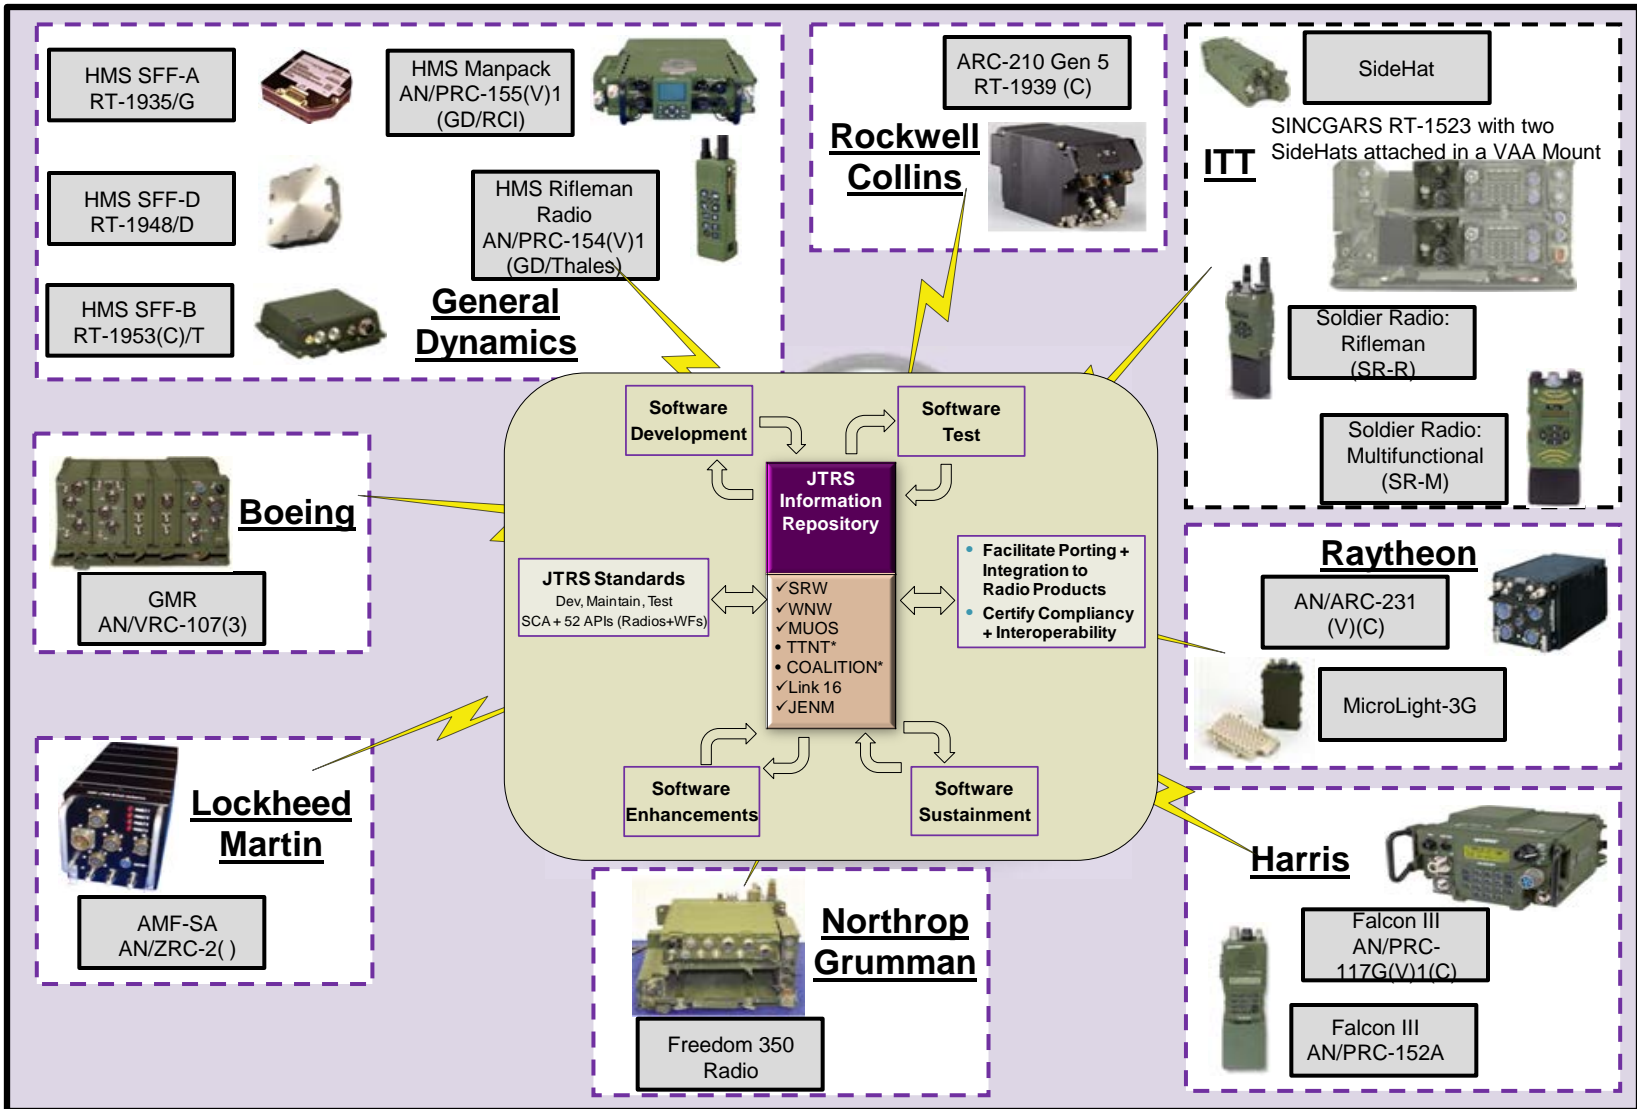 HMS SFF-A
RT-1935/G
HMS Manpack
AN/PRC-155(V)1
(GD/RCI)
HMS SFF-D
RT-1948/D
HMS Rifleman
Radio
AN/PRC-154(V)1
(GD/Thales)
HMS SFF-B
RT-1953(C)/T
General
Dynamics
ARC-210 Gen 5
RT-1939 (C)
Rockwell
Collins
SideHat
SINCGARS RT-1523 with two
SideHats attached in a VAA Mount
ITT
Soldier Radio:
Rifleman
(SR-R)
Soldier Radio:
Multifunctional
(SR-M)
Boeing
GMR
AN/VRC-107(3)
Software
Development
Software
Test
JTRS
Information
Repository
JTRS Standards
Dev, Maintain, Test
SCA + 52 APIs (Radios+WFs)
✓SRW
✓WNW
✓MUOS
• TTNT*
• COALITION*
✓Link 16
✓JENM
• Facilitate Porting +
Integration to
Radio Products
• Certify Compliancy
+ Interoperability
Software
Enhancements
Software
Sustainment
Raytheon
AN/ARC-231
(V)(C)
MicroLight-3G
Lockheed
Martin
AMF-SA
AN/ZRC-2( )
Northrop
Grumman
Freedom 350
Radio
Harris
Falcon III
AN/PRC-
117G(V)1(C)
Falcon III
AN/PRC-152A